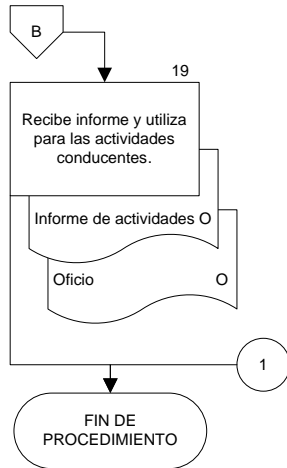 B
19
Recibe informe y utiliza
para las actividades
conducentes.
Informe de actividades O
Oficio O
1
FIN DE
PROCEDIMIENTO